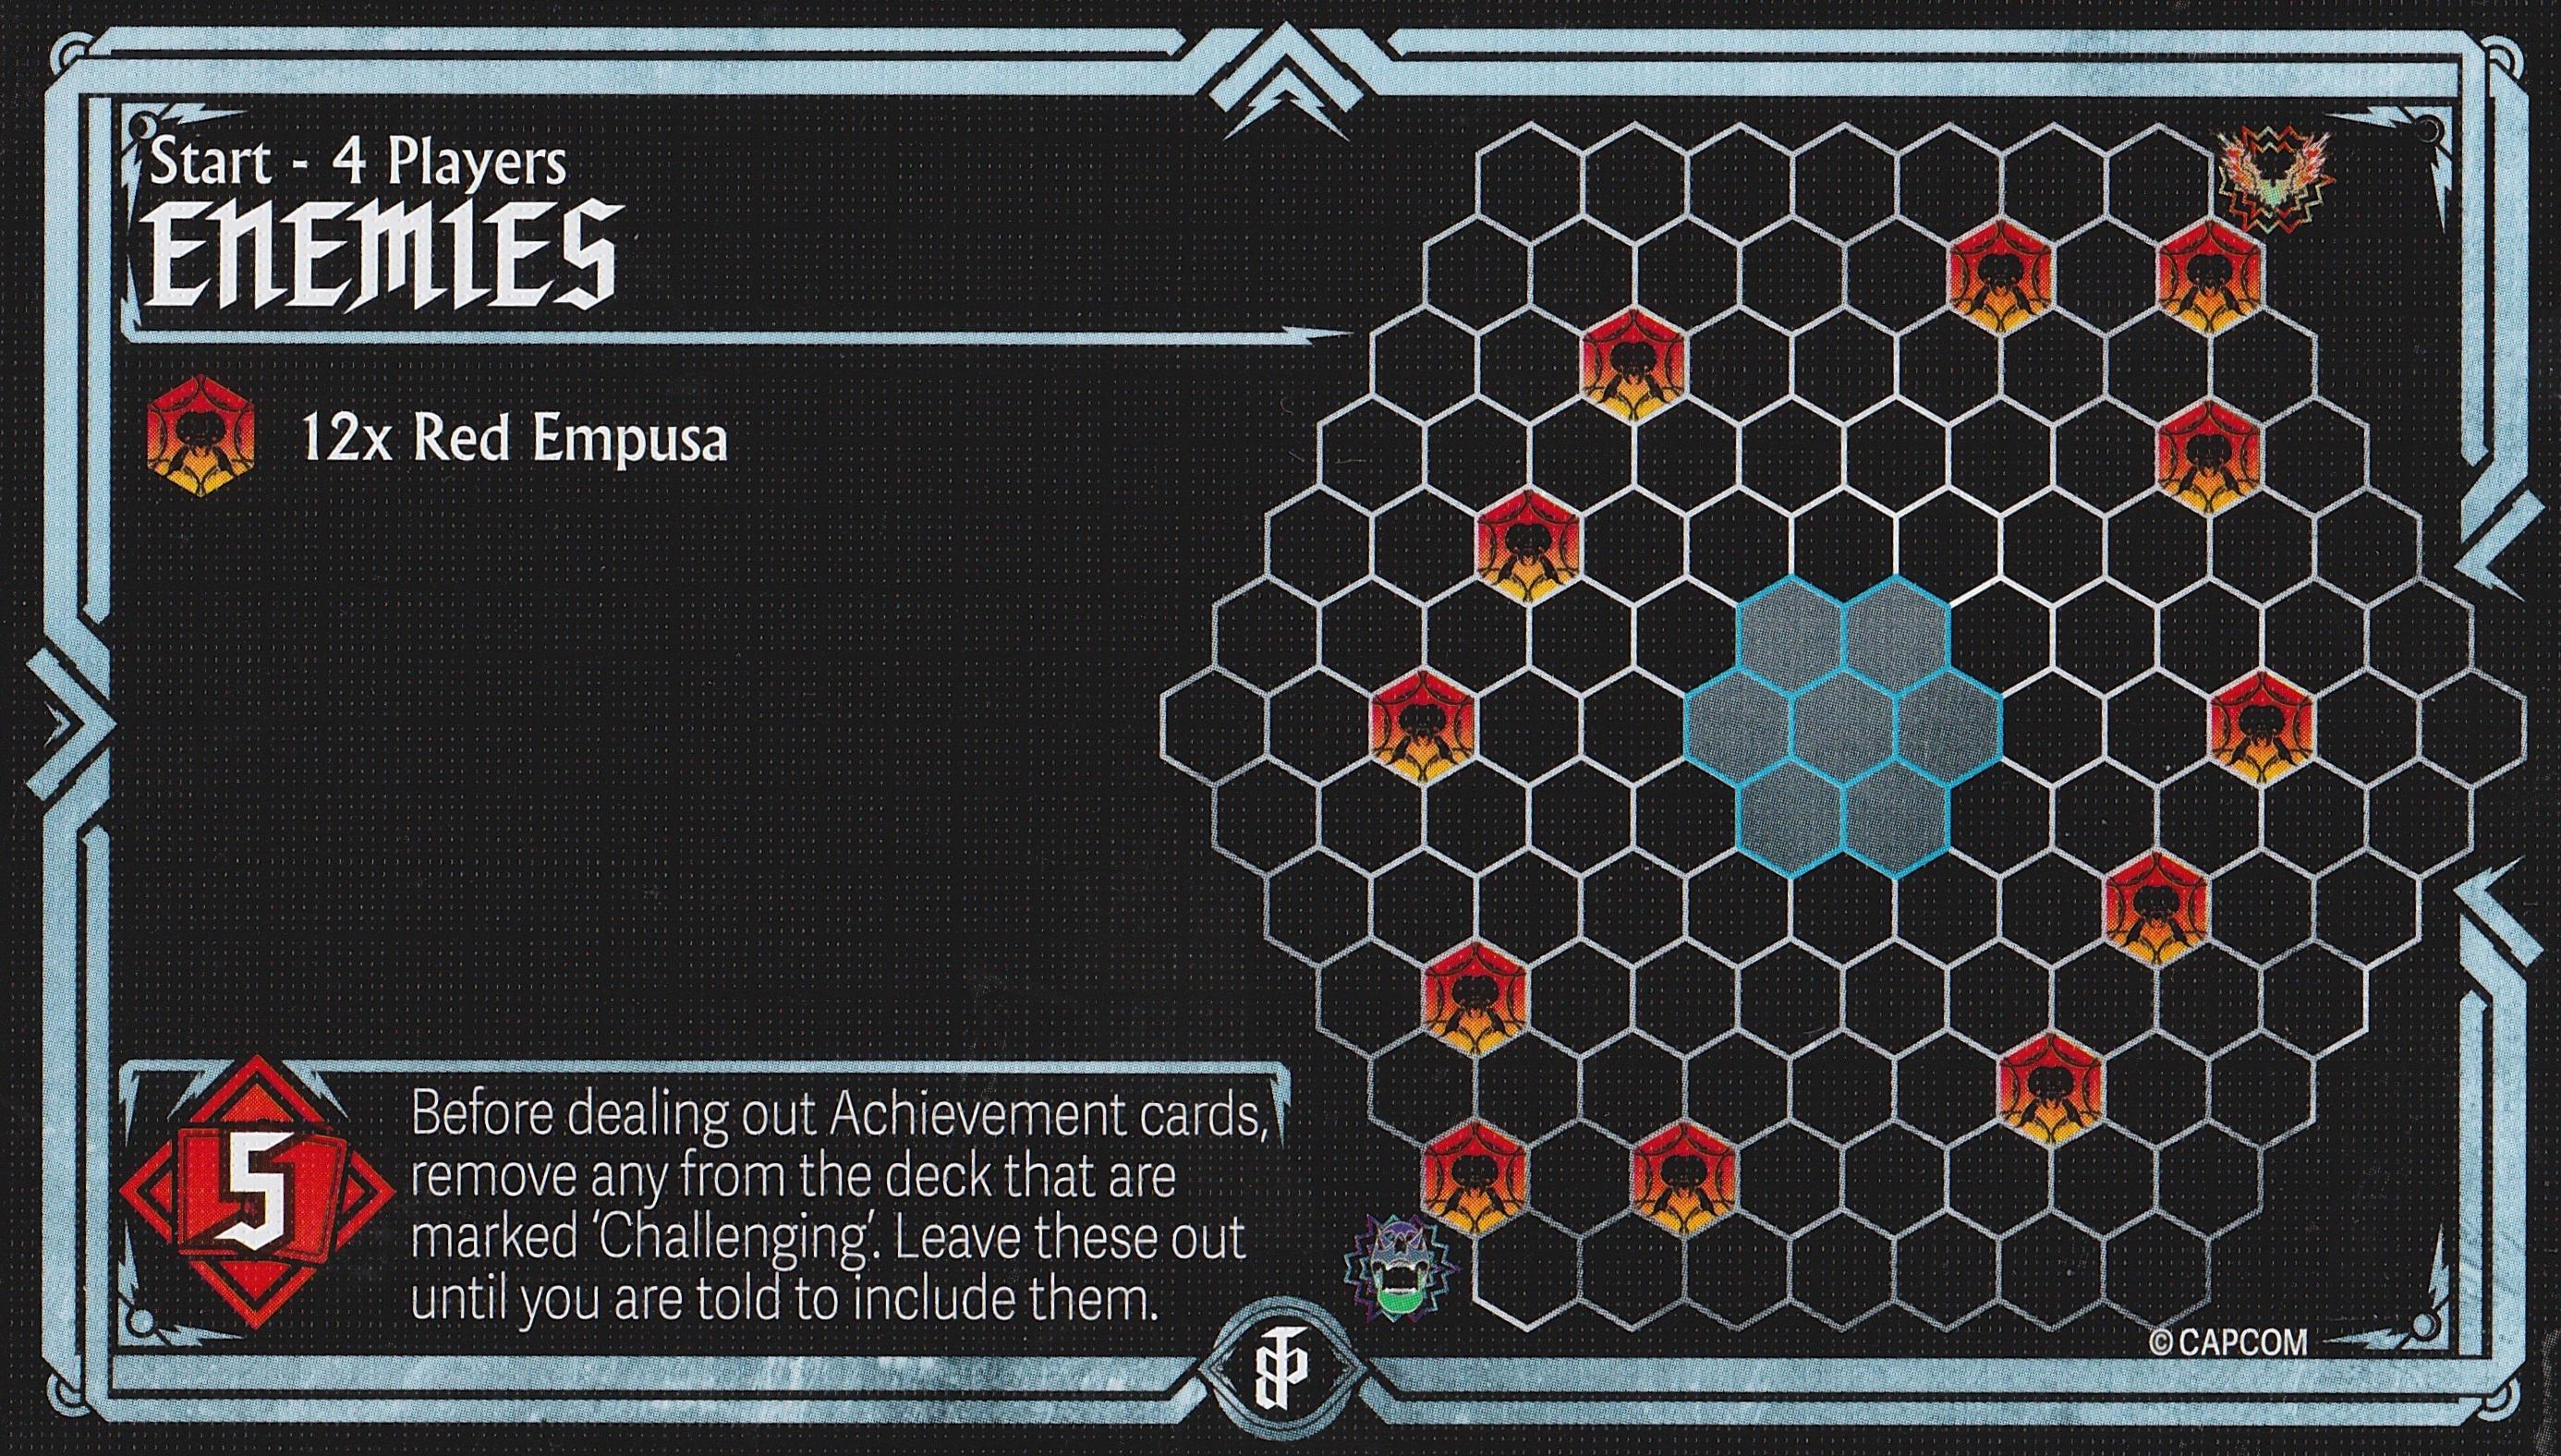 Start - 4 Players
ENEMIES
12x Red Empusa
5
Before dealing out Achievement cards,
remove any from the deck that are
marked ‘Challenging’. Leave these out
until you are told to include them.
© CAPCOM